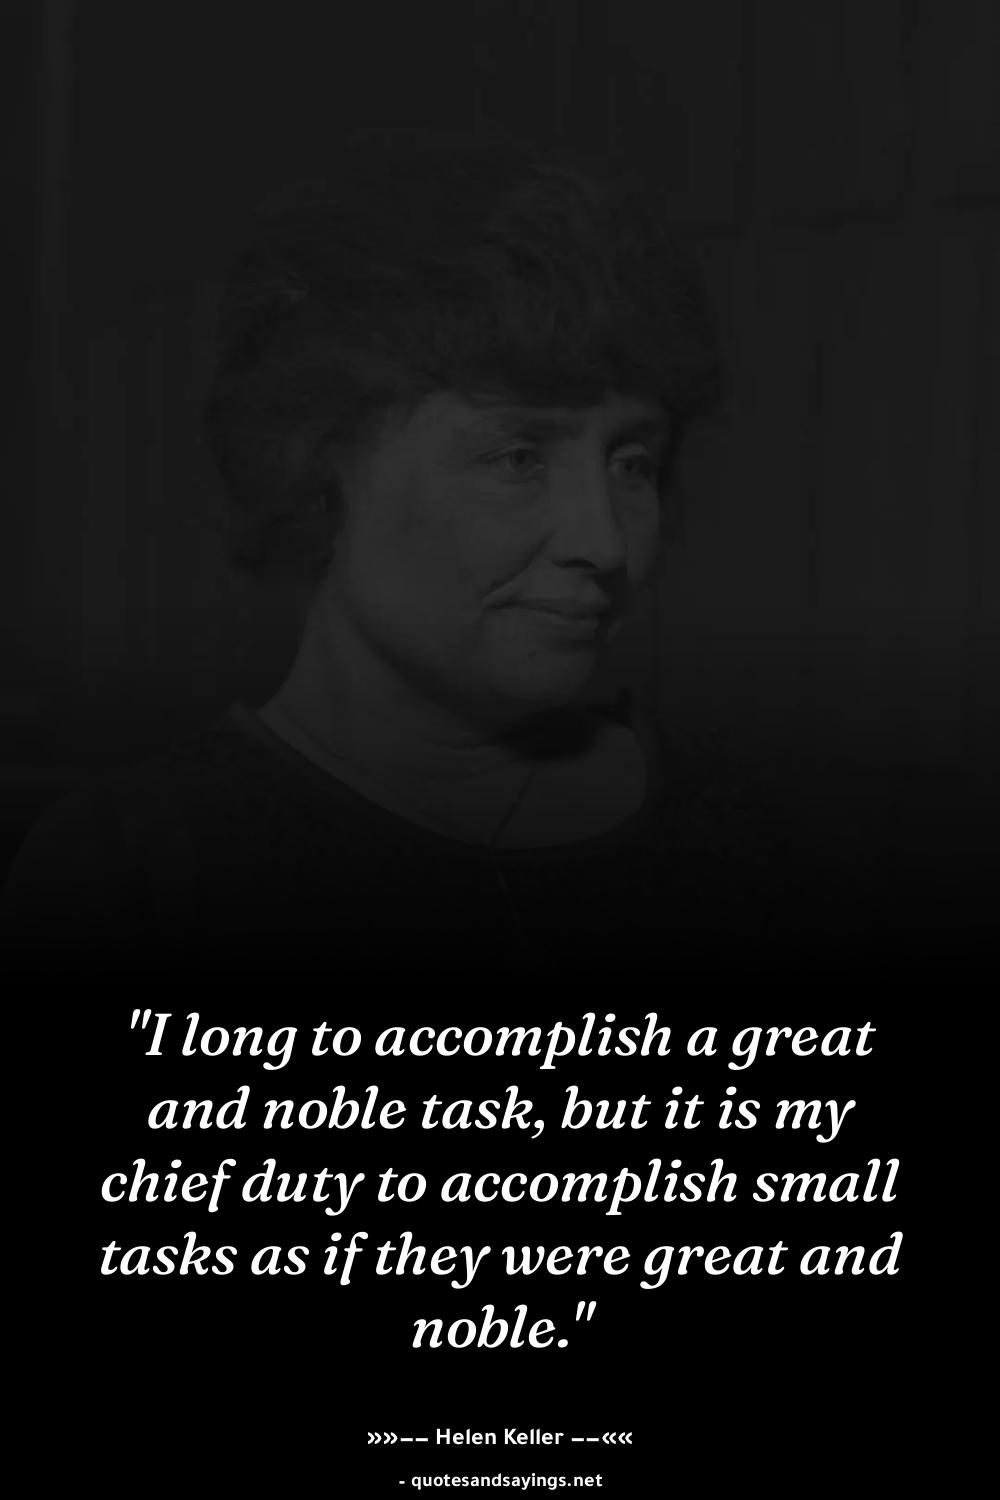 "I long to accomplish a great
and noble task, but it is my
chief duty to accomplish small
tasks as if they were great and
noble."
»»–– Helen Keller ––««
- quotesandsayings.net